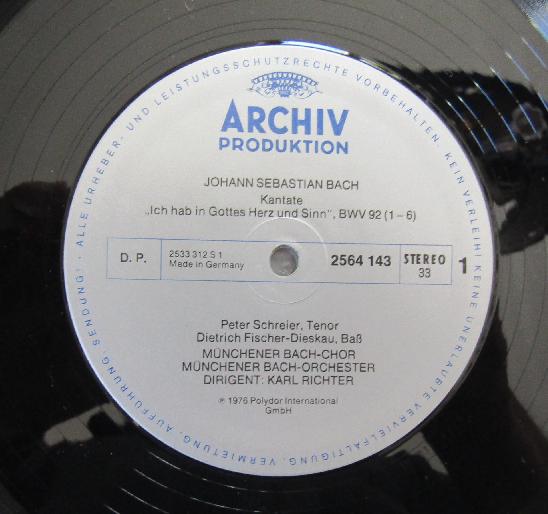 ARCHIV
PRODUKTION
JOHANN SEBASTIAN BACH
Kantate
„Ich hab in Gottes Herz und Sinn“, BWV 92 (1–6)
D. P.
2533 312 S 1
Made in Germany
2564 143
STEREO
33
1
Peter Schreier, Tenor
Dietrich Fischer-Dieskau, Baß
MÜNCHENER BACH-CHOR
MÜNCHENER BACH-ORCHESTER
DIRIGENT: KARL RICHTER
℗ 1976 Polydor International
GmbH
ALLE URHEBER- UND LEISTUNGSSCHUTZRECHTE VORBEHALTEN. KEIN VERLEIH! KEINE UNERLAUBTE VERVIELFÄLTIGUNG, VERMIETUNG, AUFFÜHRUNG, SENDUNG!